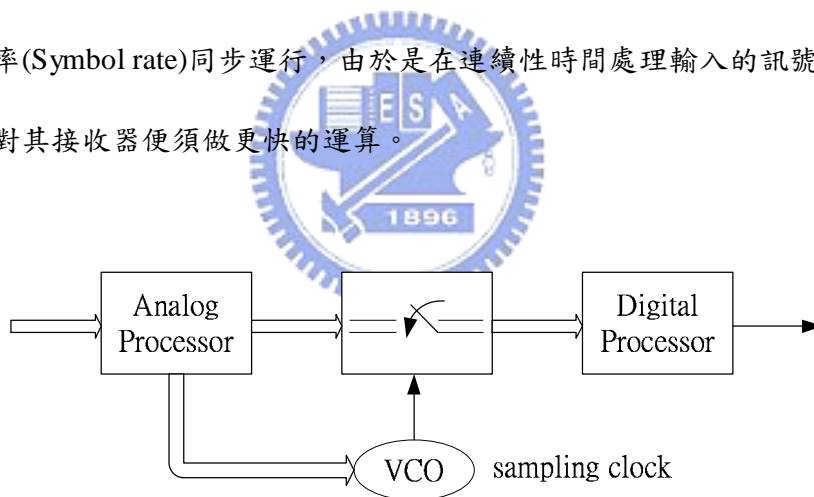 率(Symbol rate)同步運行，由於是在連續性時間處理輸入的訊號
對其接收器便須做更快的運算。
ESA
1896
Analog
Processor
Digital
Processor
VCO
sampling clock